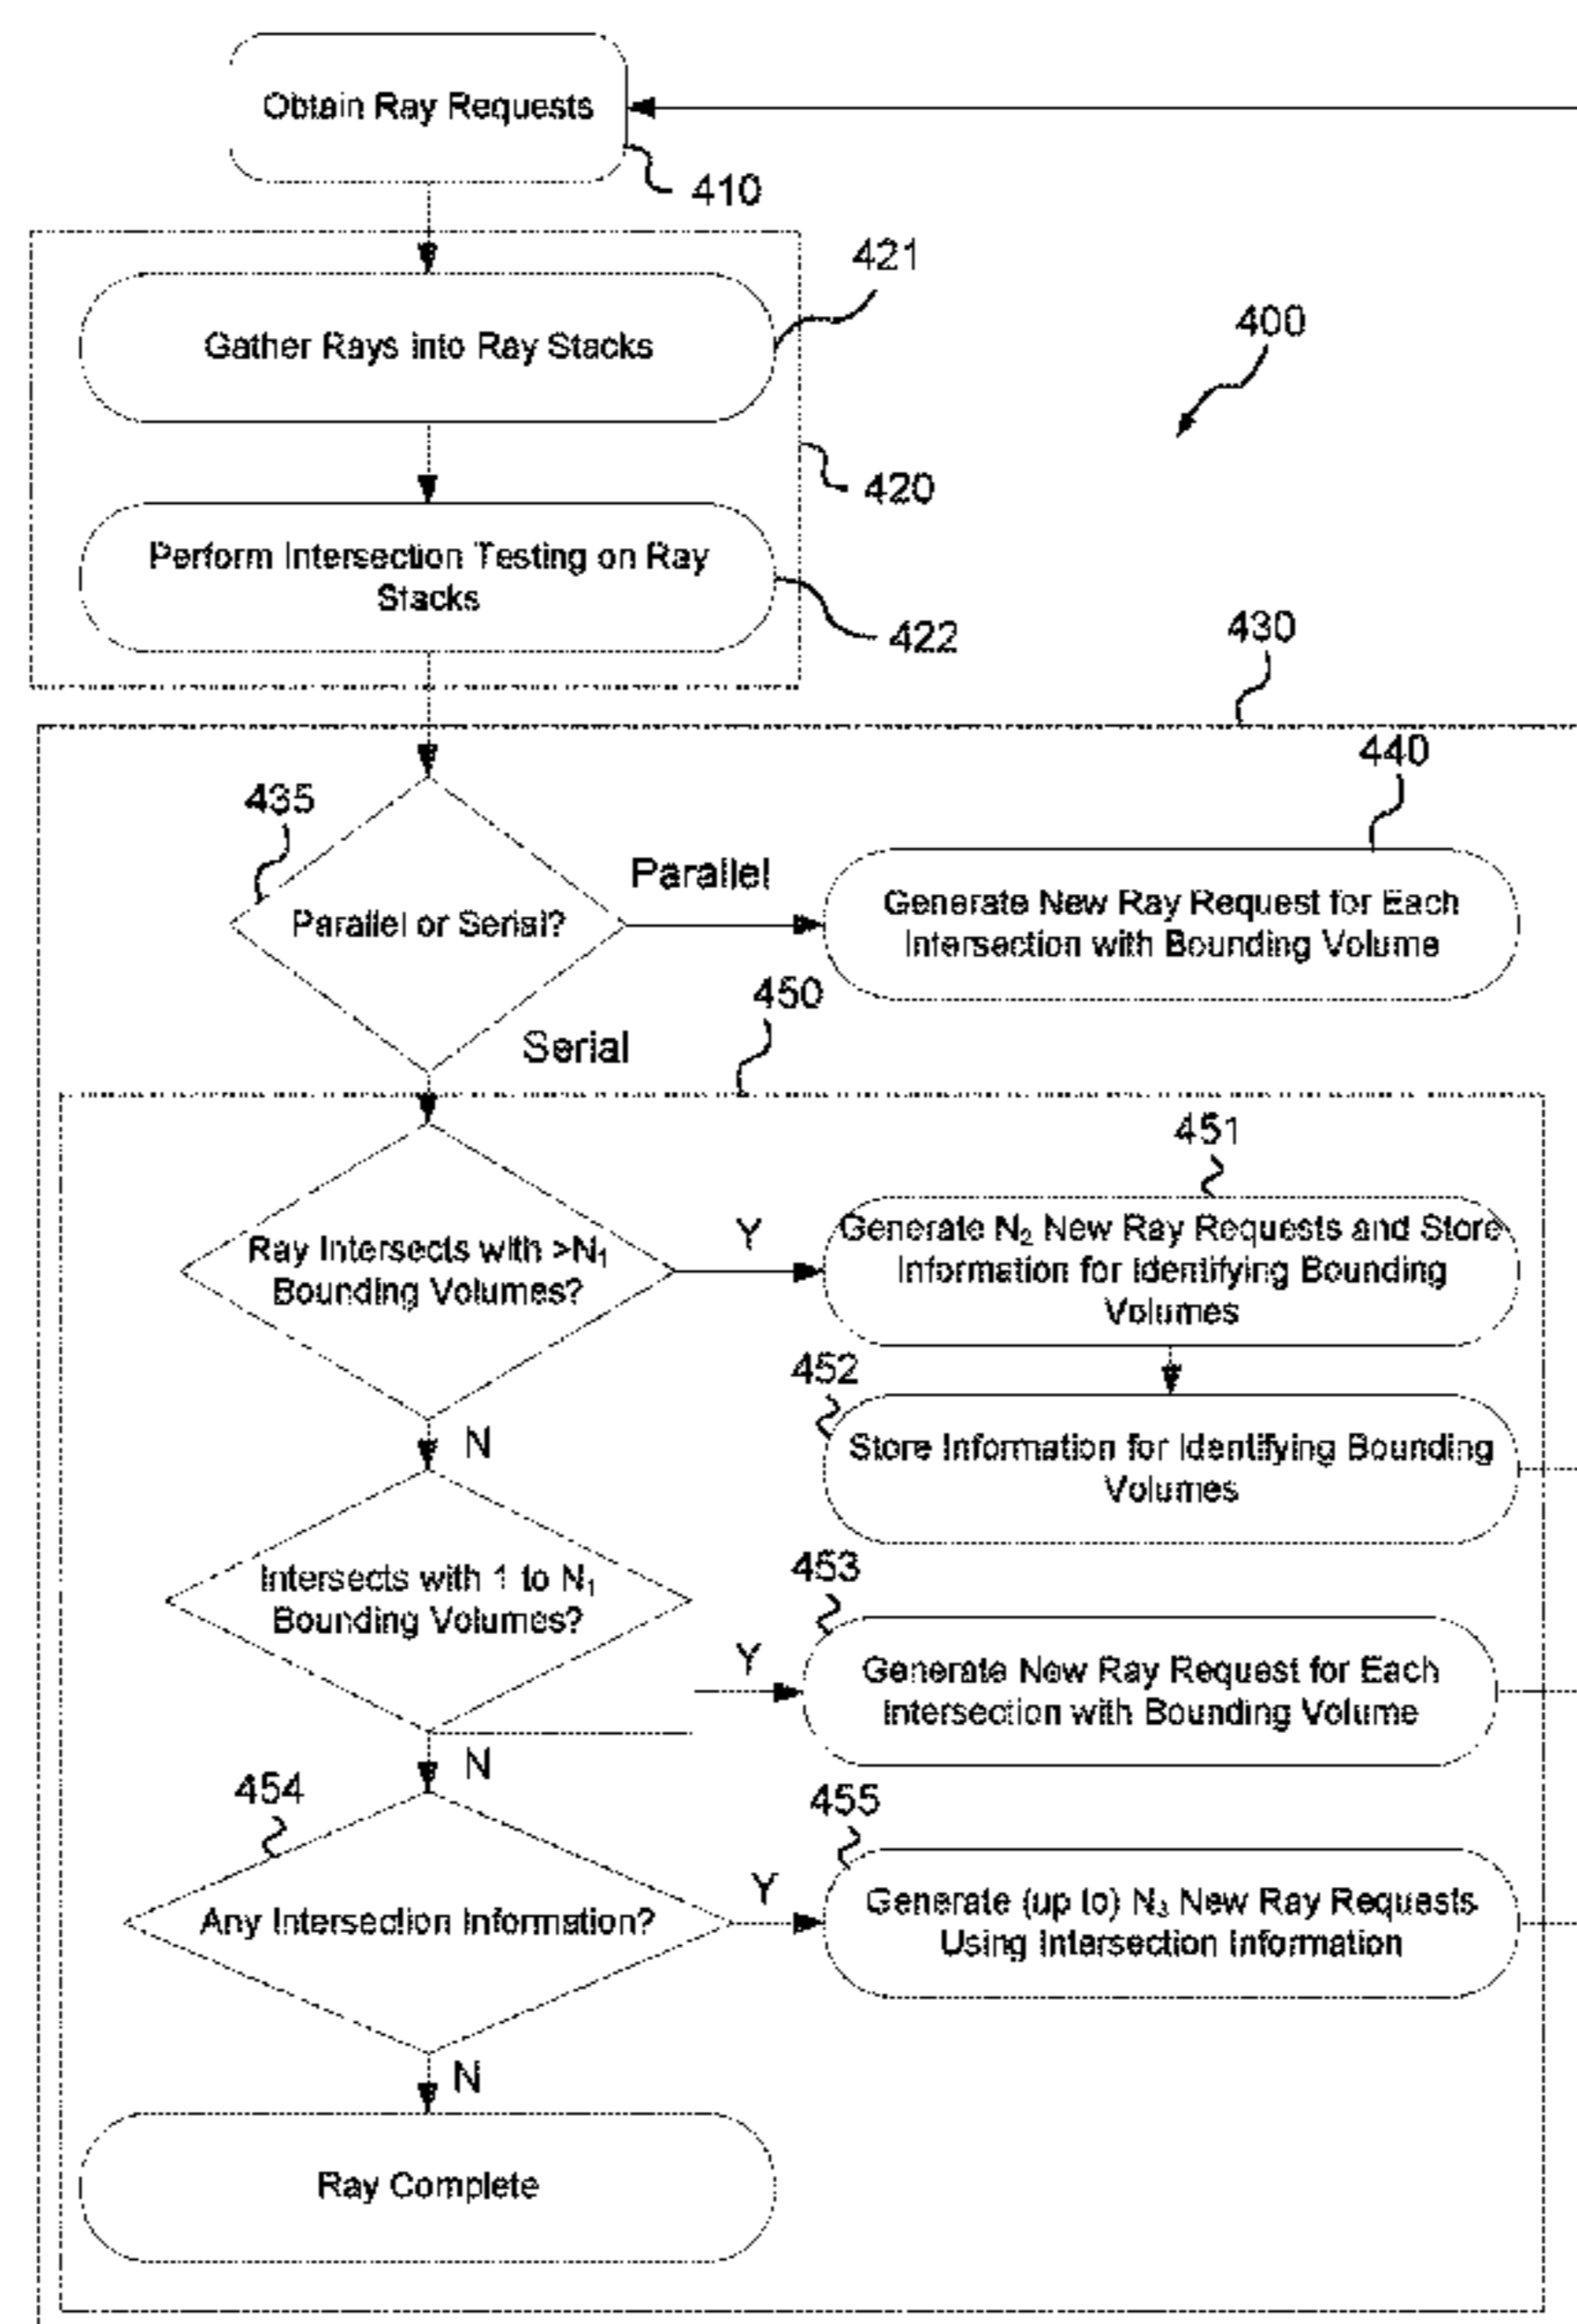 Obtain Ray Requests
410
421
Gather Rays into Ray Stacks
400
420
Perform Intersection Testing on Ray
Stacks
422
430
440
435
Parallel
Parallel or Serial?
Generate New Ray Request for Each
Intersection with Bounding Volume
450
Serial
451
Ray Intersects with >N₁
Bounding Volumes?
Y
Generate N₂ New Ray Requests and Store
Information for Identifying Bounding
Volumes
452
N
Store Information for Identifying Bounding
Volumes
453
Intersects with 1 to N₁
Bounding Volumes?
Y
Generate New Ray Request for Each
Intersection with Bounding Volume
N
454
455
Any Intersection Information?
Y
Generate (up to) N₃ New Ray Requests
Using Intersection Information
N
Ray Complete